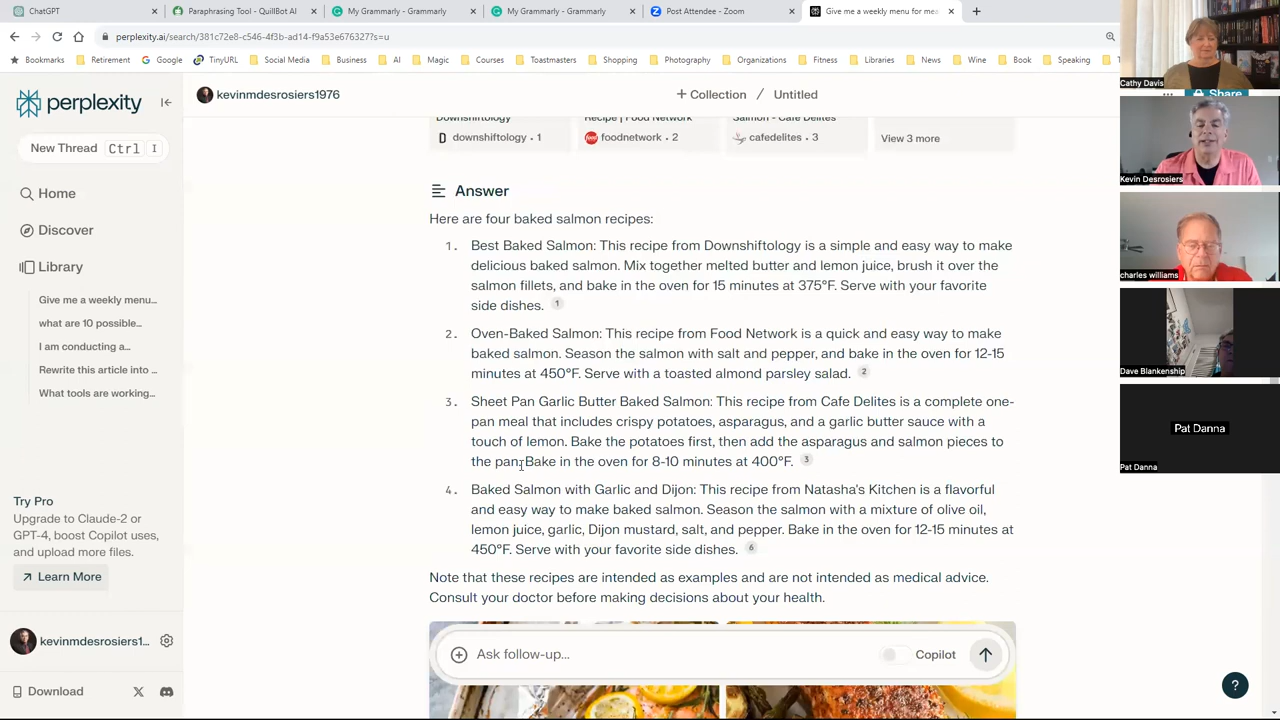 ChatGPT
Paraphrasing Tool - QuillBot AI
My Grammarly - Grammarly
My Grammarly - Grammarly
Post Attendee - Zoom
Give me a weekly menu for mea
perplexity.ai/search/381c72e8-c546-4f3b-ad14-f9a53e676327?s=u
Bookmarks Retirement Google TinyURL Social Media Business AI Magic Courses Toastmasters Shopping Photography Organizations Fitness Libraries News Wine Book Speaking
perplexity
New Thread Ctrl I
Home
Discover
Library
Give me a weekly menu...
what are 10 possible...
I am conducting a...
Rewrite this article into ...
What tools are working...
Try Pro
Upgrade to Claude-2 or
GPT-4, boost Copilot uses,
and upload more files.
Learn More
kevinmdesrosiers1...
Download
kevinmdesrosiers1976
+ Collection / Untitled
Share
Downshiftology
Recipe | Food Network
Salmon - Cafe Delites
downshiftology • 1
foodnetwork • 2
cafedelites • 3
View 3 more
Answer
Here are four baked salmon recipes:
1. Best Baked Salmon: This recipe from Downshiftology is a simple and easy way to make
delicious baked salmon. Mix together melted butter and lemon juice, brush it over the
salmon fillets, and bake in the oven for 15 minutes at 375°F. Serve with your favorite
side dishes. 1
2. Oven-Baked Salmon: This recipe from Food Network is a quick and easy way to make
baked salmon. Season the salmon with salt and pepper, and bake in the oven for 12-15
minutes at 450°F. Serve with a toasted almond parsley salad. 2
3. Sheet Pan Garlic Butter Baked Salmon: This recipe from Cafe Delites is a complete one-
pan meal that includes crispy potatoes, asparagus, and a garlic butter sauce with a
touch of lemon. Bake the potatoes first, then add the asparagus and salmon pieces to
the pan. Bake in the oven for 8-10 minutes at 400°F. 3
4. Baked Salmon with Garlic and Dijon: This recipe from Natasha's Kitchen is a flavorful
and easy way to make baked salmon. Season the salmon with a mixture of olive oil,
lemon juice, garlic, Dijon mustard, salt, and pepper. Bake in the oven for 12-15 minutes at
450°F. Serve with your favorite side dishes. 6
Note that these recipes are intended as examples and are not intended as medical advice.
Consult your doctor before making decisions about your health.
Ask follow-up...
Copilot
?
Cathy Davis
Kevin Desrosiers
charles williams
Dave Blankenship
Pat Danna
Pat Danna